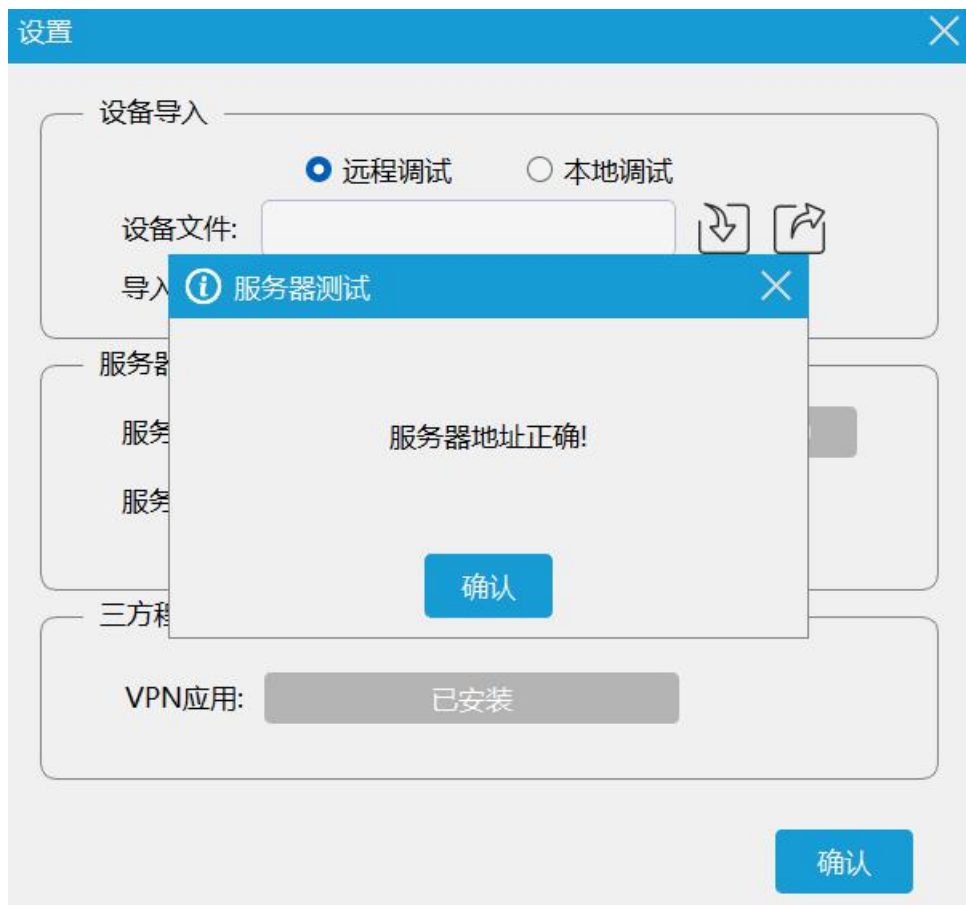 设置
设备导入
远程调试 本地调试
设备文件:
导入
服务器测试
服务器
服务
服务器地址正确!
服务
确认
三方程
VPN应用: 已安装
确认